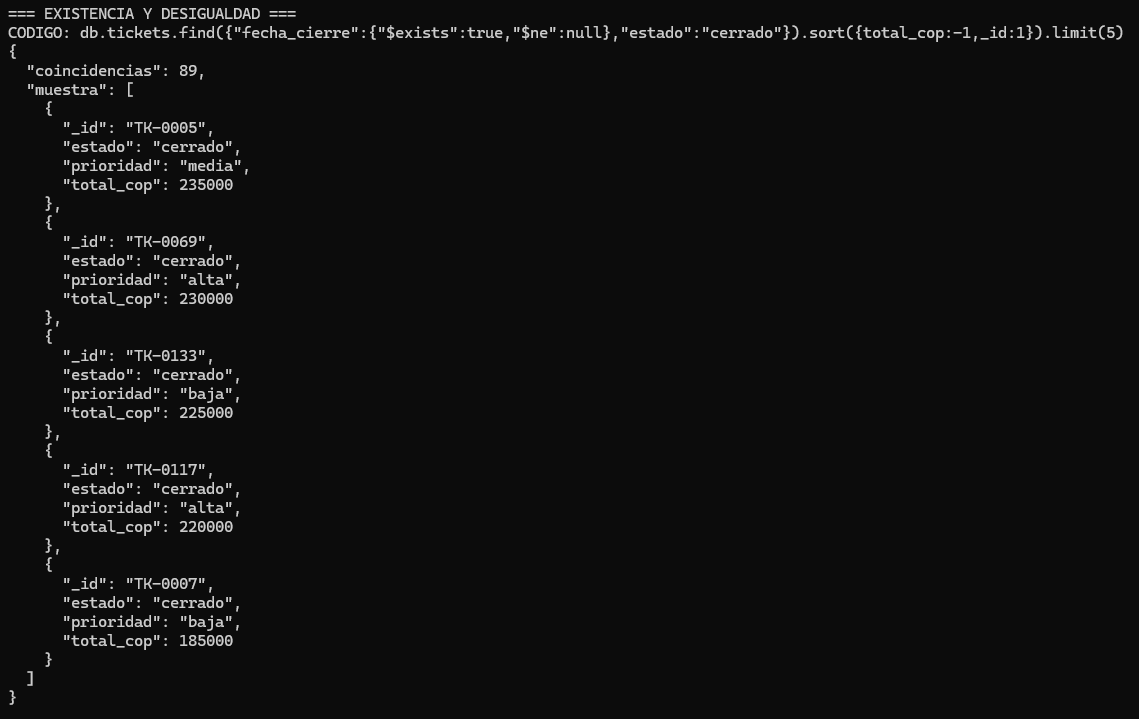 === EXISTENCIA Y DESIGUALDAD ===
CODIGO: db.tickets.find({"fecha_cierre":{"$exists":true,"$ne":null},"estado":"cerrado"}).sort({total_cop:-1,_id:1}).limit(5)
{
  "coincidencias": 89,
  "muestra": [
    {
      "_id": "TK-0005",
      "estado": "cerrado",
      "prioridad": "media",
      "total_cop": 235000
    },
    {
      "_id": "TK-0069",
      "estado": "cerrado",
      "prioridad": "alta",
      "total_cop": 230000
    },
    {
      "_id": "TK-0133",
      "estado": "cerrado",
      "prioridad": "baja",
      "total_cop": 225000
    },
    {
      "_id": "TK-0117",
      "estado": "cerrado",
      "prioridad": "alta",
      "total_cop": 220000
    },
    {
      "_id": "TK-0007",
      "estado": "cerrado",
      "prioridad": "baja",
      "total_cop": 185000
    }
  ]
}